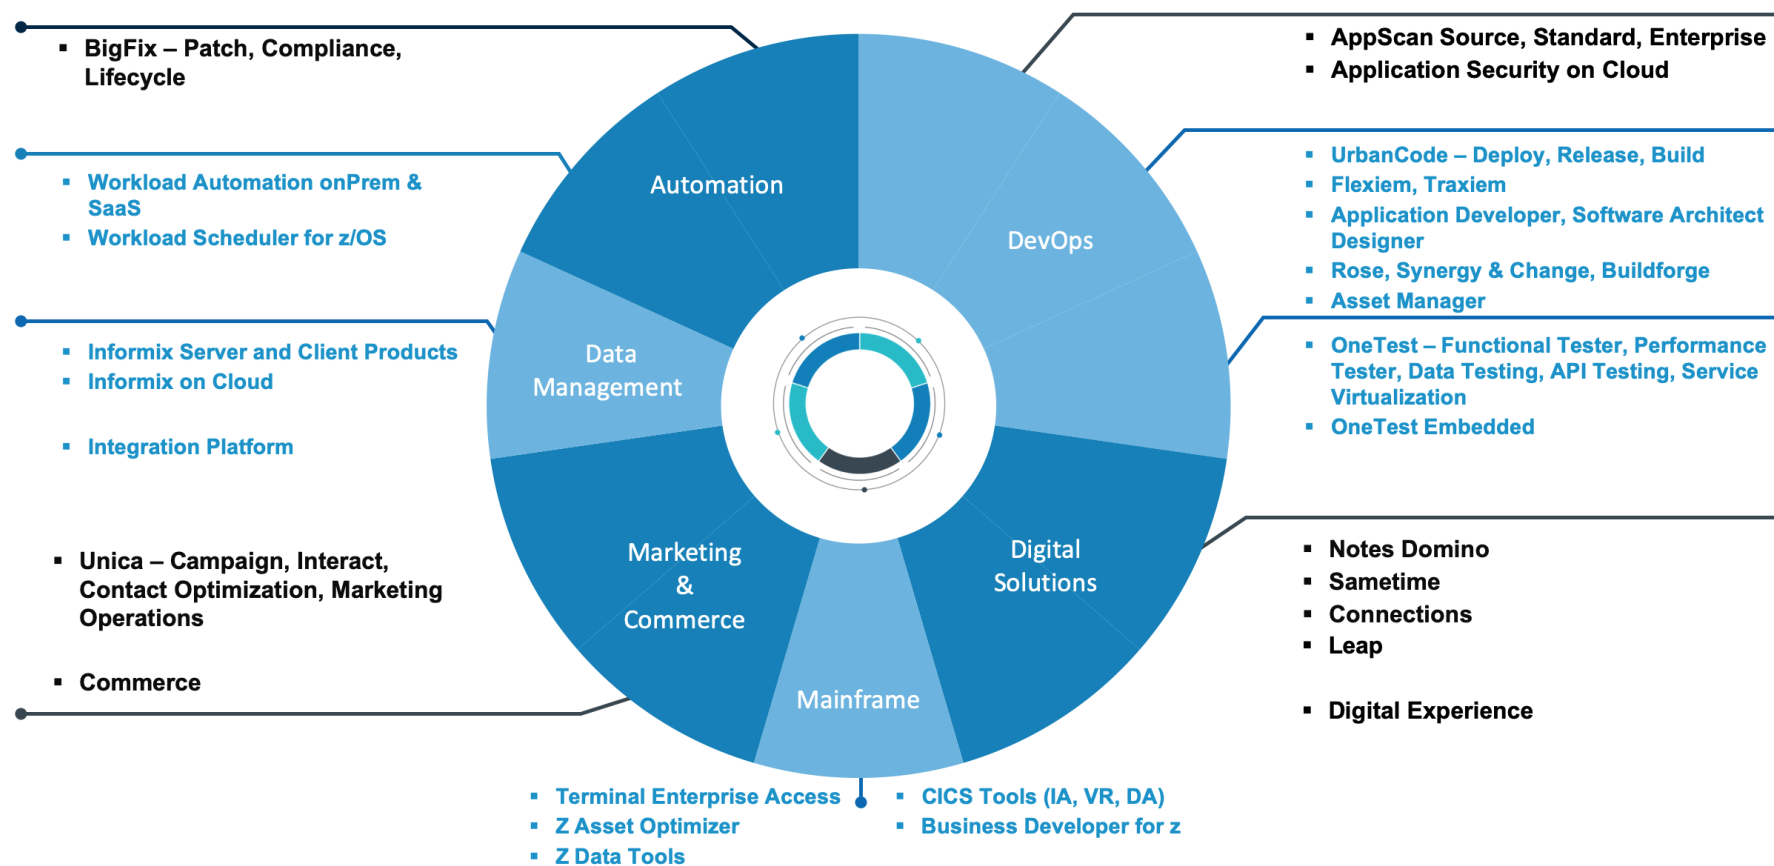 ▪ BigFix – Patch, Compliance,
Lifecycle
▪ Workload Automation onPrem &
SaaS
▪ Workload Scheduler for z/OS
▪ Informix Server and Client Products
▪ Informix on Cloud
▪ Integration Platform
▪ Unica – Campaign, Interact,
Contact Optimization, Marketing
Operations
▪ Commerce
Automation
DevOps
Data
Management
Marketing
&
Commerce
Digital
Solutions
Mainframe
▪ AppScan Source, Standard, Enterprise
▪ Application Security on Cloud
▪ UrbanCode – Deploy, Release, Build
▪ Flexiem, Traxiem
▪ Application Developer, Software Architect
Designer
▪ Rose, Synergy & Change, Buildforge
▪ Asset Manager
▪ OneTest – Functional Tester, Performance
Tester, Data Testing, API Testing, Service
Virtualization
▪ OneTest Embedded
▪ Notes Domino
▪ Sametime
▪ Connections
▪ Leap
▪ Digital Experience
▪ Terminal Enterprise Access
▪ Z Asset Optimizer
▪ Z Data Tools
▪ CICS Tools (IA, VR, DA)
▪ Business Developer for z